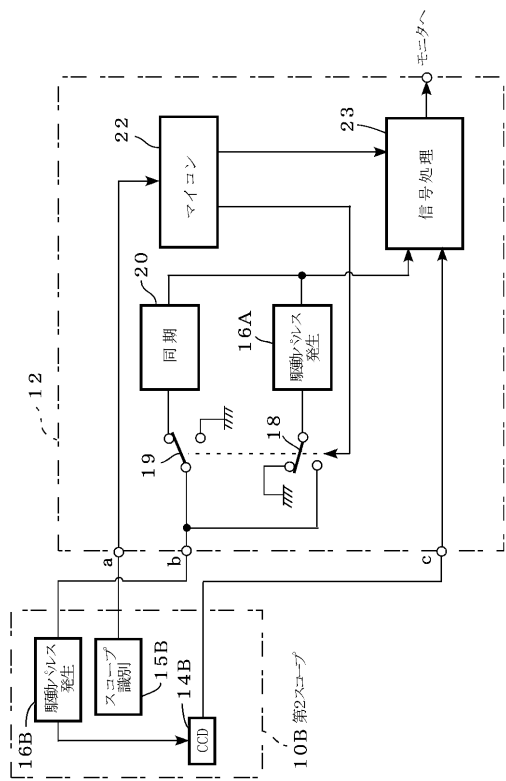 12
モニタへ
22
マイコン
23
信号処理
20
同期
16A
駆動パルス
発生
19
18
a
b
c
16B
駆動パルス
発生
スコープ
識別
15B
14B
CCD
10B 第2スコープ